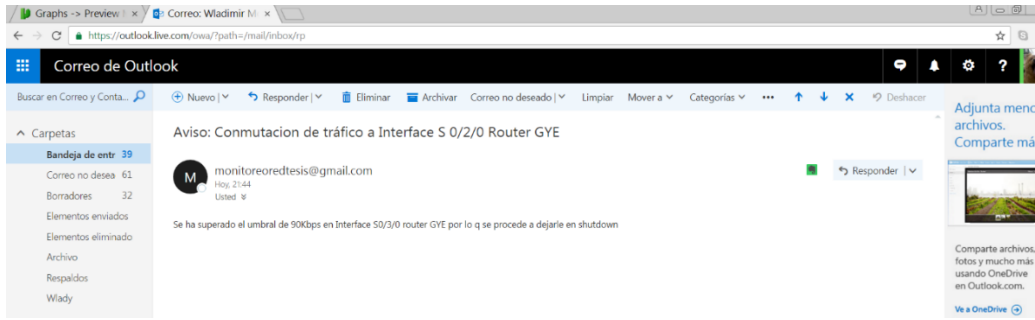 Graphs -> Preview
Correo: Wladimir M
https://outlook.live.com/owa/?path=/mail/inbox/rp
Correo de Outlook
?
Buscar en Correo y Conta...
Nuevo
Responder
Eliminar
Archivar
Correo no deseado
Limpiar
Mover a
Categorías
Deshacer
Carpetas
Bandeja de entr 39
Correo no desea 61
Borradores 32
Elementos enviados
Elementos eliminado
Archivo
Respaldos
Wlady
Aviso: Conmutacion de tráfico a Interface S 0/2/0 Router GYE
M
monitoreoredtesis@gmail.com
Hoy, 21:44
Usted
Responder
Se ha superado el umbral de 90Kbps en Interface S0/3/0 router GYE por lo q se procede a dejarle en shutdown
Adjunta meno
archivos.
Comparte má
Comparte archivos,
fotos y mucho más
usando OneDrive
en Outlook.com.
Ve a OneDrive